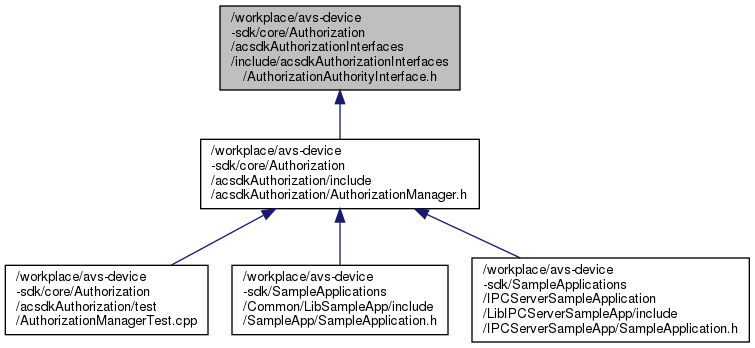 /workplace/avs-device
-sdk/core/Authorization
/acsdkAuthorizationInterfaces
/include/acsdkAuthorizationInterfaces
/AuthorizationAuthorityInterface.h
/workplace/avs-device
-sdk/core/Authorization
/acsdkAuthorization/include
/acsdkAuthorization/AuthorizationManager.h
/workplace/avs-device
-sdk/core/Authorization
/acsdkAuthorization/test
/AuthorizationManagerTest.cpp
/workplace/avs-device
-sdk/SampleApplications
/Common/LibSampleApp/include
/SampleApp/SampleApplication.h
/workplace/avs-device
-sdk/SampleApplications
/IPCServerSampleApplication
/LibIPCServerSampleApp/include
/IPCServerSampleApp/SampleApplication.h